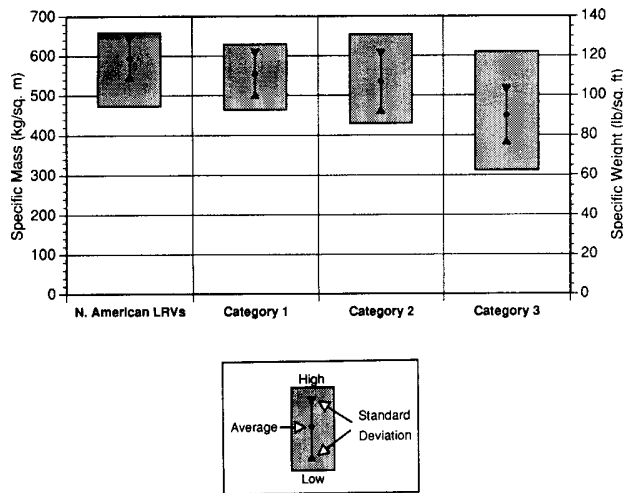 Specific Mass (kg/sq. m)
700
600
500
400
300
200
100
0
140
120
100
80
60
40
20
0
Specific Weight (lb/sq. ft)
N. American LRVs
Category 1
Category 2
Category 3
High
Average
Standard
Deviation
Low